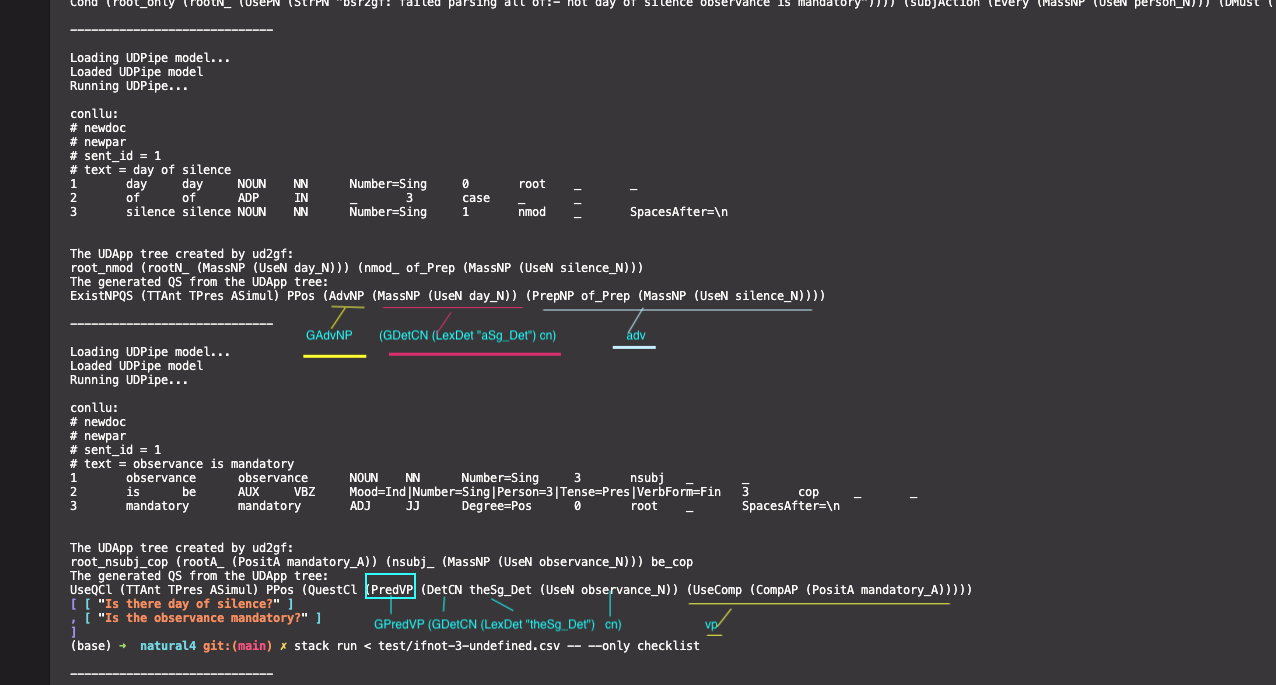 Cond (root_only (rootN_ (UsePN (StrPN "bsr2gf: failed parsing all of:- not day of silence observance is mandatory")))) (subjAction (Every (MassNP (UseN person_N))) (DMust (
-----------------------------
Loading UDPipe model...
Loaded UDPipe model
Running UDPipe...
conllu:
# newdoc
# newpar
# sent_id = 1
# text = day of silence
1 day day NOUN NN Number=Sing 0 root _ _
2 of of ADP IN _ 3 case _ _
3 silence silence NOUN NN Number=Sing 1 nmod _ SpacesAfter=\n
The UDApp tree created by ud2gf:
root_nmod (rootN_ (MassNP (UseN day_N))) (nmod_ of_Prep (MassNP (UseN silence_N)))
The generated QS from the UDApp tree:
ExistNPQS (TTAnt TPres ASimul) PPos (AdvNP (MassNP (UseN day_N)) (PrepNP of_Prep (MassNP (UseN silence_N))))
-----------------------------
GAdvNP (GDetCN (LexDet "aSg_Det") cn) adv
Loading UDPipe model...
Loaded UDPipe model
Running UDPipe...
conllu:
# newdoc
# newpar
# sent_id = 1
# text = observance is mandatory
1 observance observance NOUN NN Number=Sing 3 nsubj _ _
2 is be AUX VBZ Mood=Ind|Number=Sing|Person=3|Tense=Pres|VerbForm=Fin 3 cop _ _
3 mandatory mandatory ADJ JJ Degree=Pos 0 root _ SpacesAfter=\n
The UDApp tree created by ud2gf:
root_nsubj_cop (rootA_ (PositA mandatory_A)) (nsubj_ (MassNP (UseN observance_N))) be_cop
The generated QS from the UDApp tree:
UseQCl (TTAnt TPres ASimul) PPos (QuestCl (PredVP (DetCN theSg_Det (UseN observance_N)) (UseComp (CompAP (PositA mandatory_A)))))
[ [ "Is there day of silence?" ]
, [ "Is the observance mandatory?" ]
]
GPredVP (GDetCN (LexDet "theSg_Det") cn) vp
(base) → natural4 git:(main) ✗ stack run < test/ifnot-3-undefined.csv -- --only checklist
-----------------------------